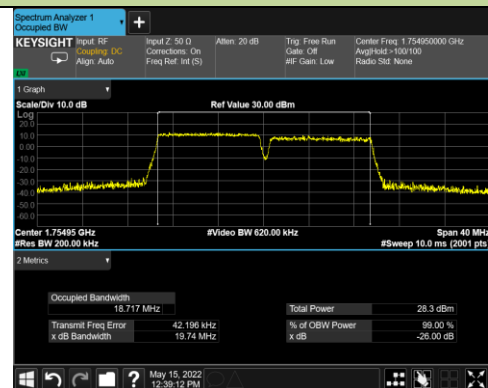 Spectrum Analyzer 1
Occupied BW
+
KEYSIGHT Input: RF Input Z: 50 Ω Atten: 20 dB Trig: Free Run Center Freq: 1.754950000 GHz
Coupling: DC Corrections: On Gate: Off Avg|Hold:>100/100
Align: Auto Freq Ref: Int (S) #IF Gain: Low Radio Std: None
LXI
1 Graph
Scale/Div 10.0 dB Ref Value 30.00 dBm
Log
20.0
10.0
0.00
-10.0
-20.0
-30.0
-40.0
-50.0
-60.0
Center 1.75495 GHz #Video BW 620.00 kHz Span 40 MHz
#Res BW 200.00 kHz #Sweep 10.0 ms (2001 pts)
2 Metrics
Occupied Bandwidth
18.717 MHz Total Power 28.3 dBm
Transmit Freq Error 42.196 kHz % of OBW Power 99.00 %
x dB Bandwidth 19.74 MHz x dB -26.00 dB
? May 15, 2022
12:39:12 PM